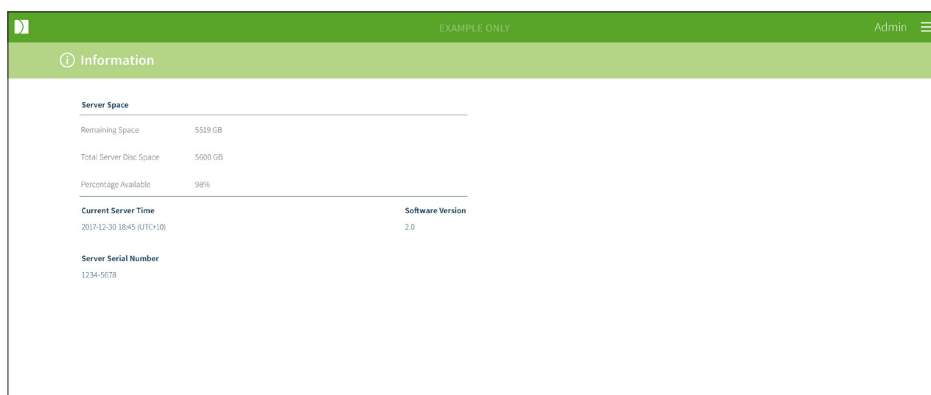 EXAMPLE ONLY
Admin
Information
Server Space
Remaining Space 5519 GB
Total Server Disc Space 5600 GB
Percentage Available 98%
Current Server Time Software Version
2017-12-30 18:45 (UTC+10) 2.0
Server Serial Number
1234-5678